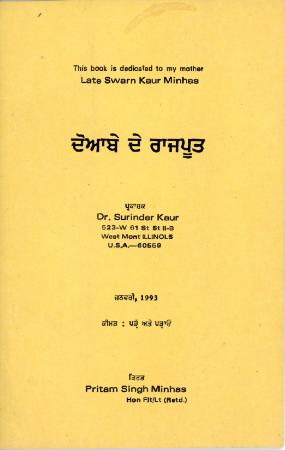 This book is dedicated to my mother
Late Swarn Kaur Minhas
ਦੋਆਬੇ ਦੇ ਰਾਜਪੂਤ
ਪ੍ਰਕਾਸ਼ਕ
Dr. Surinder Kaur
523-W 61 St St II-B
West Mont ILLINOLS
U.S.A.—60559
ਜਨਵਰੀ, 1993
ਕੀਮਤ : ਪੜ੍ਹੋ ਅਤੇ ਪੜ੍ਹਾਓ
Pritam Singh Minhas
Hon Flt/Lt (Retd.)